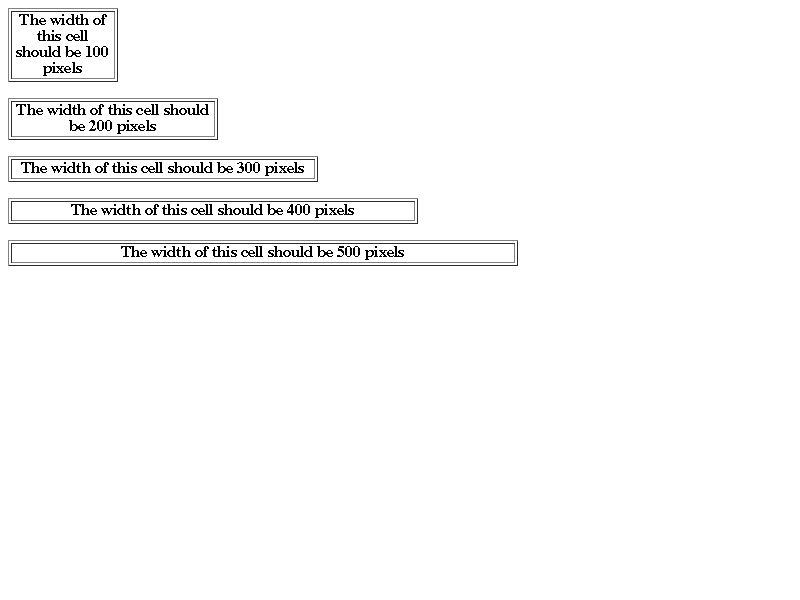 The width of
this cell
should be 100
pixels
The width of this cell should
be 200 pixels
The width of this cell should be 300 pixels
The width of this cell should be 400 pixels
The width of this cell should be 500 pixels